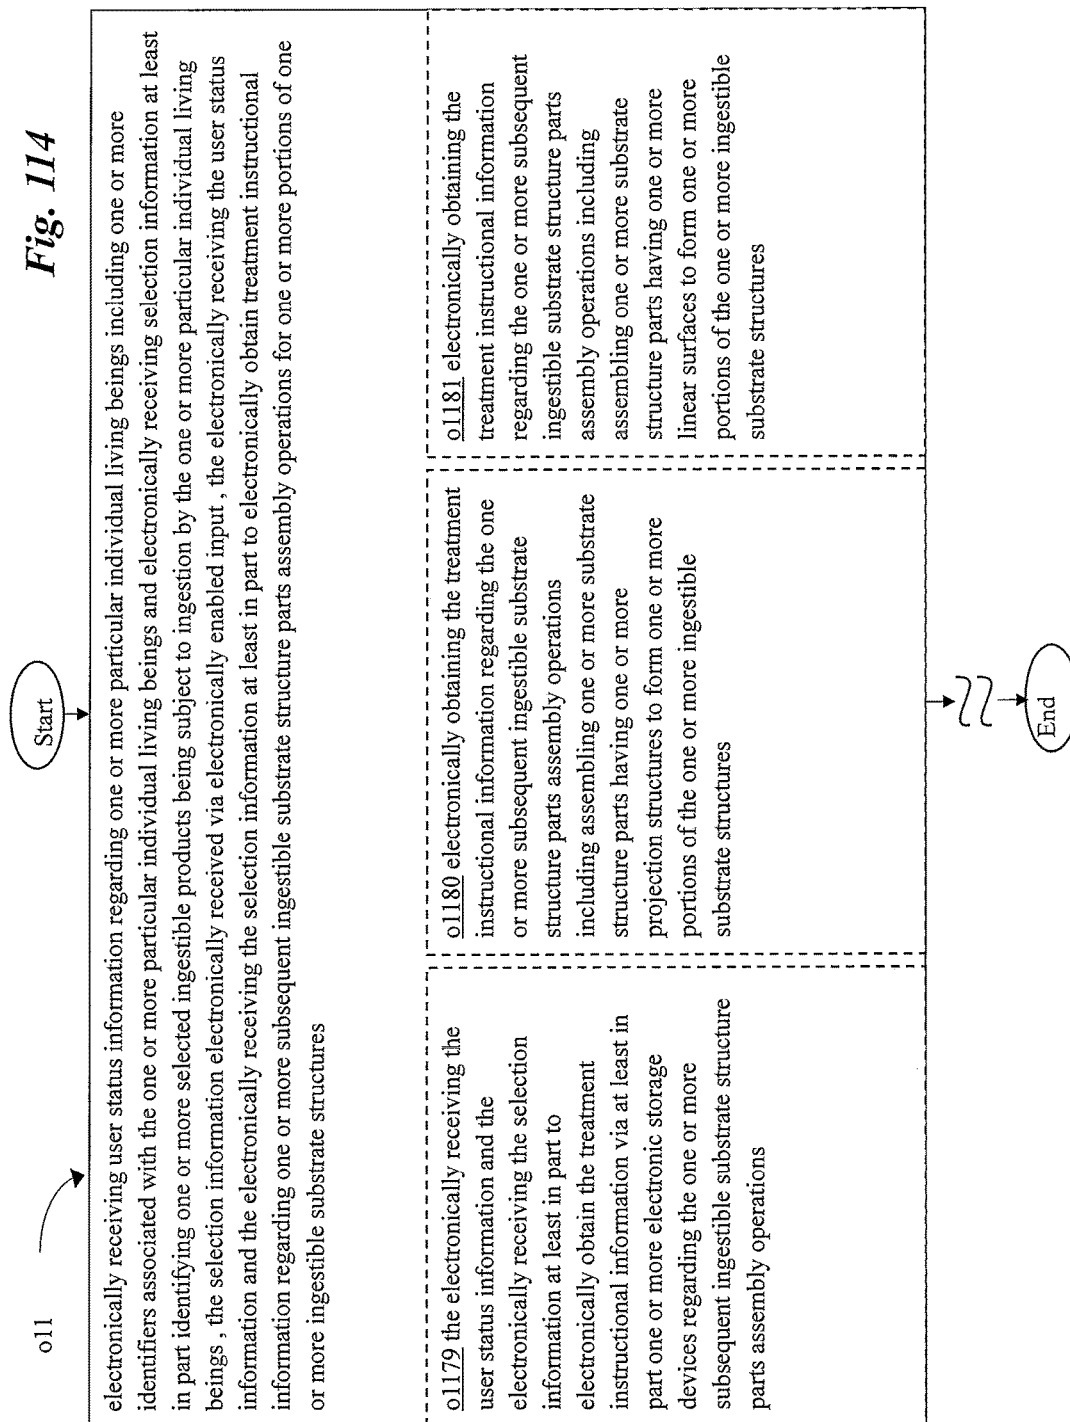 Fig. 114
o11
Start
electronically receiving user status information regarding one or more particular individual living beings including one or more
identifiers associated with the one or more particular individual living beings and electronically receiving selection information at least
in part identifying one or more selected ingestible products being subject to ingestion by the one or more particular individual living
beings , the selection information electronically received via electronically enabled input , the electronically receiving the user status
information and the electronically receiving the selection information at least in part to electronically obtain treatment instructional
information regarding one or more subsequent ingestible substrate structure parts assembly operations for one or more portions of one
or more ingestible substrate structures
o1179 the electronically receiving the
user status information and the
electronically receiving the selection
information at least in part to
electronically obtain the treatment
instructional information via at least in
part one or more electronic storage
devices regarding the one or more
subsequent ingestible substrate structure
parts assembly operations
o1180 electronically obtaining the treatment
instructional information regarding the one
or more subsequent ingestible substrate
structure parts assembly operations
including assembling one or more substrate
structure parts having one or more
projection structures to form one or more
portions of the one or more ingestible
substrate structures
o1181 electronically obtaining the
treatment instructional information
regarding the one or more subsequent
ingestible substrate structure parts
assembly operations including
assembling one or more substrate
structure parts having one or more
linear surfaces to form one or more
portions of the one or more ingestible
substrate structures
End